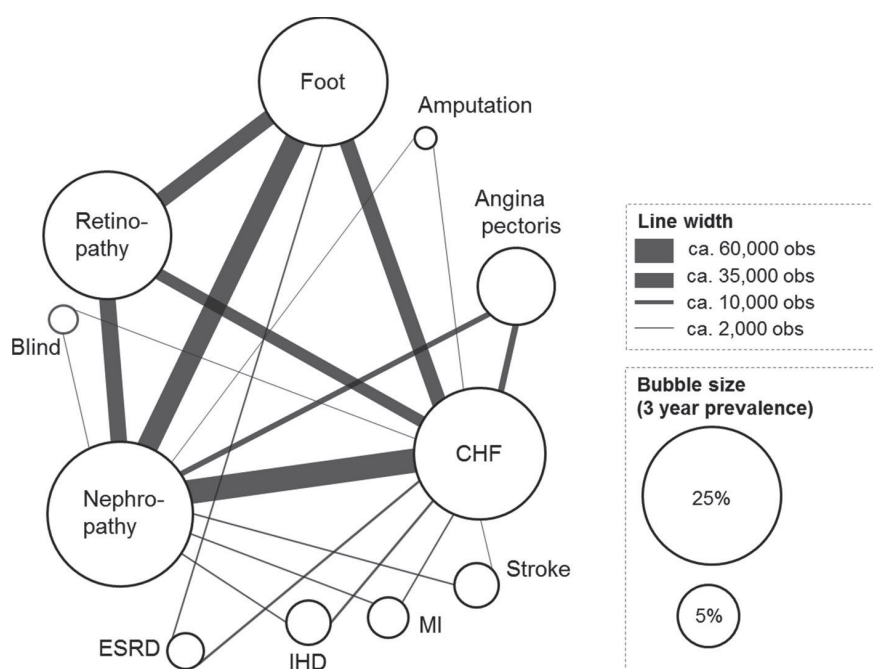 Foot
Amputation
Angina
pectoris
Retino-
pathy
Blind
CHF
Nephro-
pathy
Stroke
MI
IHD
ESRD
Line width
ca. 60,000 obs
ca. 35,000 obs
ca. 10,000 obs
ca. 2,000 obs
Bubble size
(3 year prevalence)
25%
5%